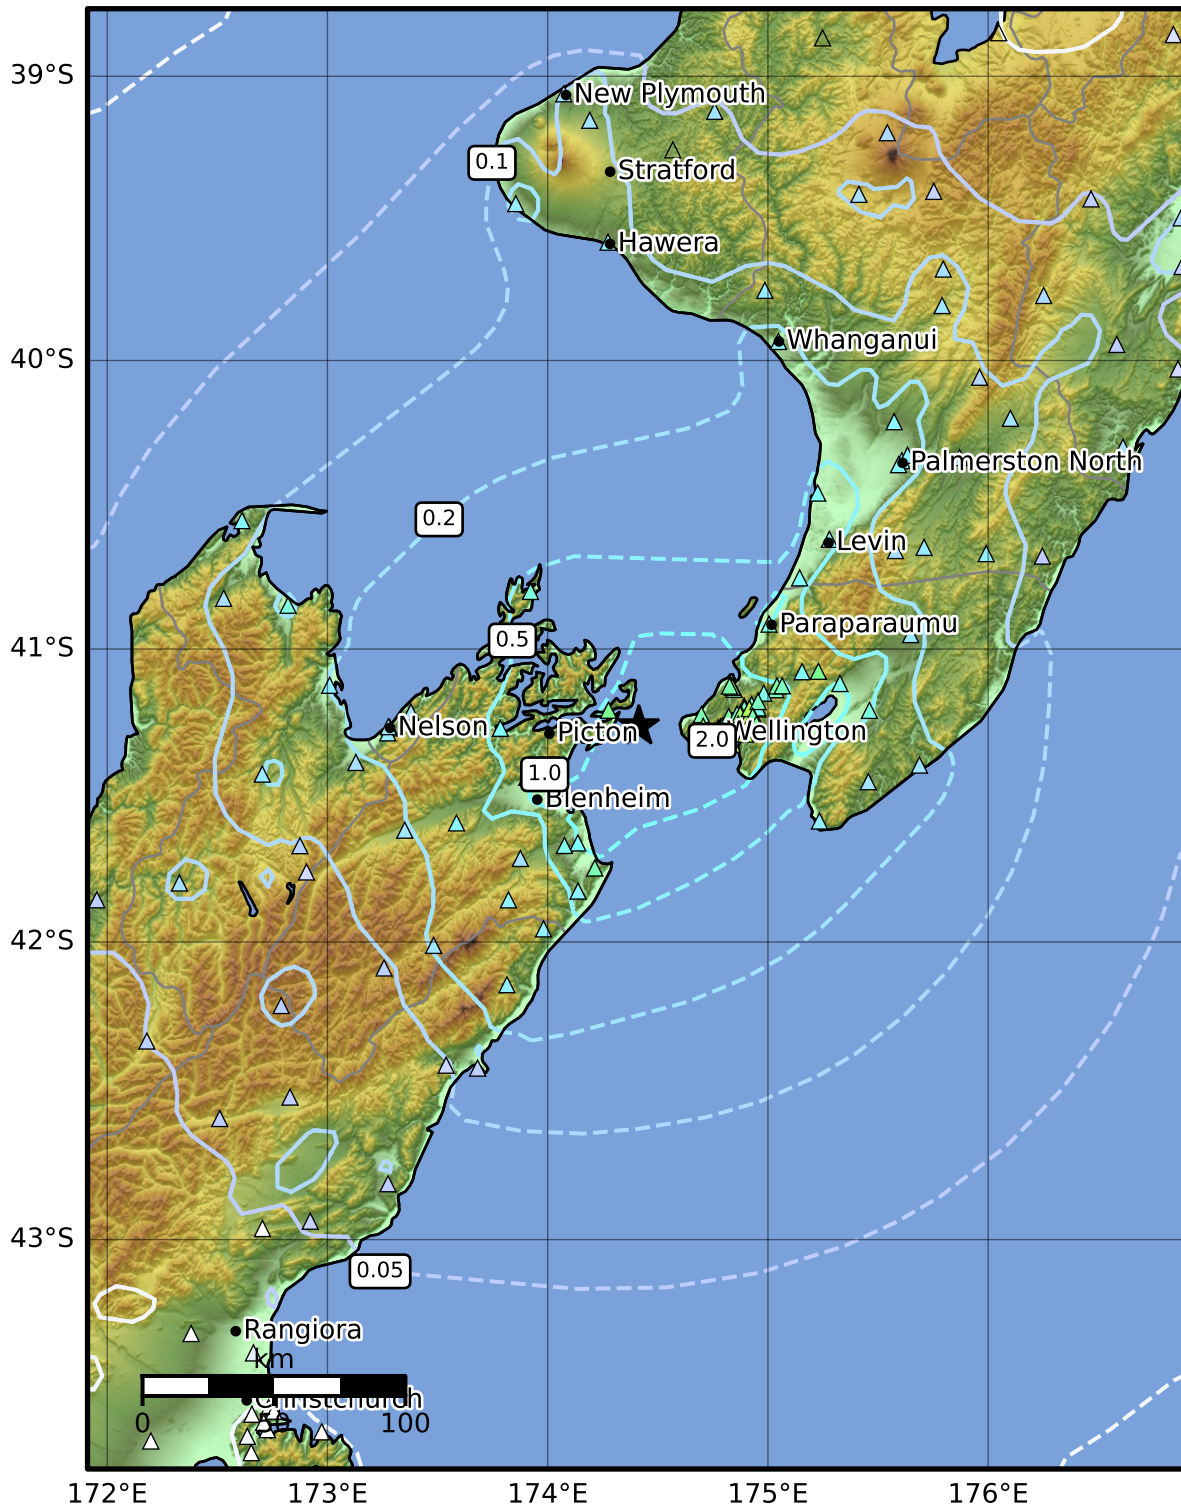 39°S
New Plymouth
0.1
Stratford
Hawera
Whanganui
40°S
Palmerston North
0.2
Levin
Paraparaumu
0.5
41°S
Nelson
Picton
Wellington
2.0
1.0
Blenheim
42°S
43°S
0.05
Rangiora
km
Christchurch
0 50 100
172°E 173°E 174°E 175°E 176°E